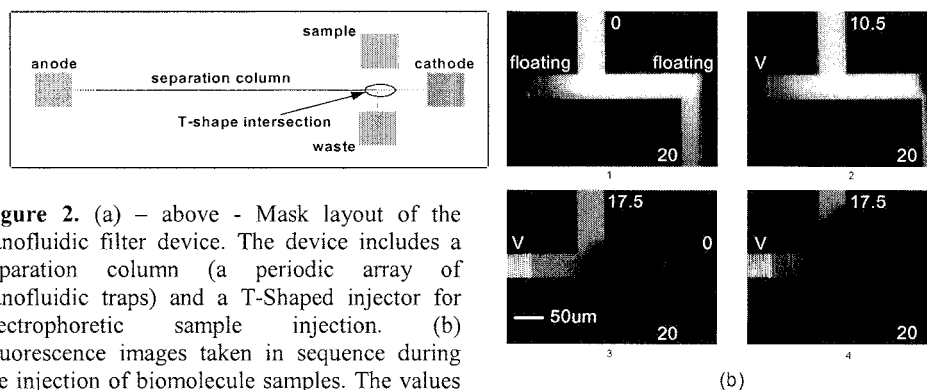 sample
anode
cathode
separation column
T-shape intersection
waste
igure 2. (a) – above - Mask layout of the
anofluidic filter device. The device includes a
eparation column (a periodic array of
anofluidic traps) and a T-Shaped injector for
ectrophoretic sample injection. (b)
uorescence images taken in sequence during
e injection of biomolecule samples. The values
0
floating
floating
20
1
10.5
V
20
2
17.5
V
0
50um
20
3
17.5
V
20
4
(b)